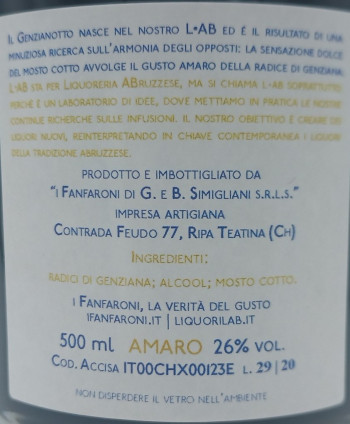 Il Genzianotto nasce nel nostro L•AB ed é il risultato di una
minuziosa ricerca sull'armonia degli opposti: la sensazione dolce
del mosto cotto avvolge il gusto amaro della radice di genziana.
L•AB sta per Liquoreria ABruzzese, ma si chiama l•ab soprattutto
perché è un laboratorio di idee, dove mettiamo in pratica le nostre
continue ricerche sulle infusioni. Il nostro obiettivo è creare dei
liquori nuovi, reinterpretando in chiave contemporanea i liquori
della tradizione abruzzese.
prodotto e imbottigliato da
"i Fanfaroni di G. e B. Simigliani s.r.l.s."
impresa artigiana
Contrada Feudo 77, Ripa Teatina (Ch)
Ingredienti:
radio di genziana; alcool; mosto cotto.
i Fanfaroni, la verità del gusto
ifanfaroni.it | liquorilab.it
500 ml AMARO 26% VOL.
Cod. Accisa IT00CHX00123E L. 29|20
non disperdere il vetro nell'ambiente